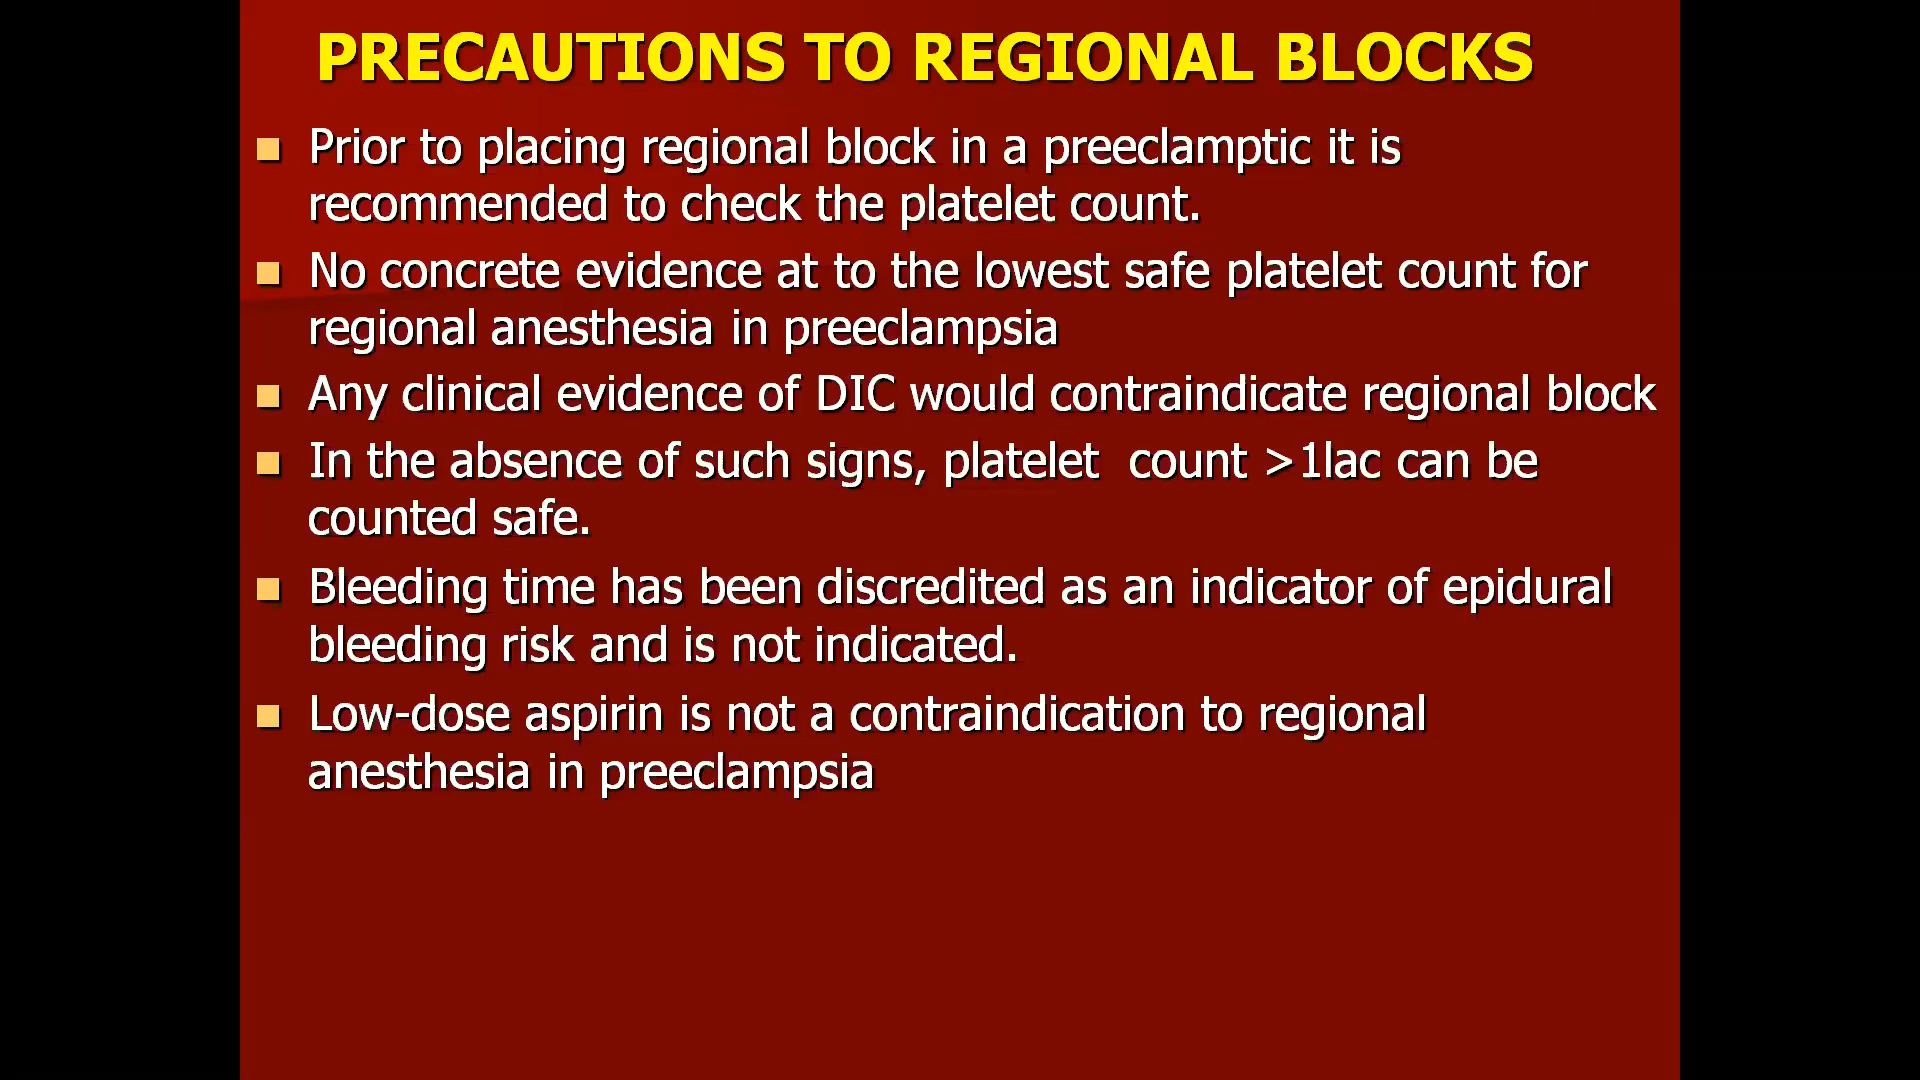 PRECAUTIONS TO REGIONAL BLOCKS
Prior to placing regional block in a preeclamptic it is
recommended to check the platelet count.
No concrete evidence at to the lowest safe platelet count for
regional anesthesia in preeclampsia
Any clinical evidence of DIC would contraindicate regional block
In the absence of such signs, platelet  count >1lac can be
counted safe.
Bleeding time has been discredited as an indicator of epidural
bleeding risk and is not indicated.
Low-dose aspirin is not a contraindication to regional
anesthesia in preeclampsia